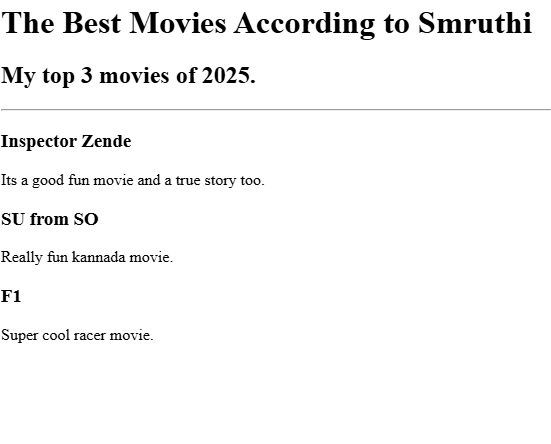 The Best Movies According to Smruthi
My top 3 movies of 2025.
Inspector Zende
Its a good fun movie and a true story too.
SU from SO
Really fun kannada movie.
F1
Super cool racer movie.